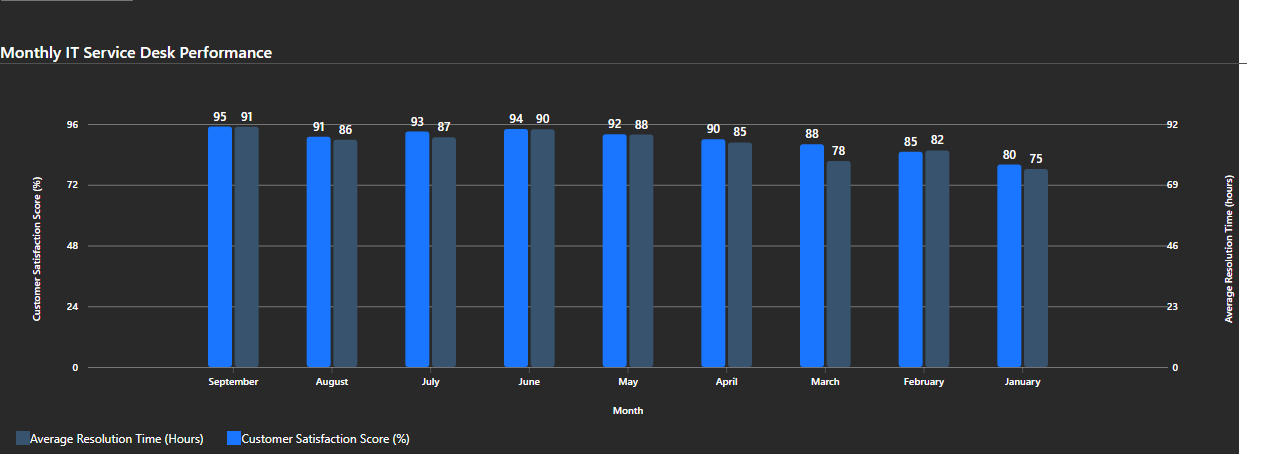 Monthly IT Service Desk Performance
95 91 91 86 93 87 94 90 92 88 90 85 88 78 85 82 80 75
96 92
72 69
48 46
24 23
0 0
Customer Satisfaction Score (%)
Average Resolution Time (hours)
September August July June May April March February January
Month
Average Resolution Time (Hours) Customer Satisfaction Score (%)